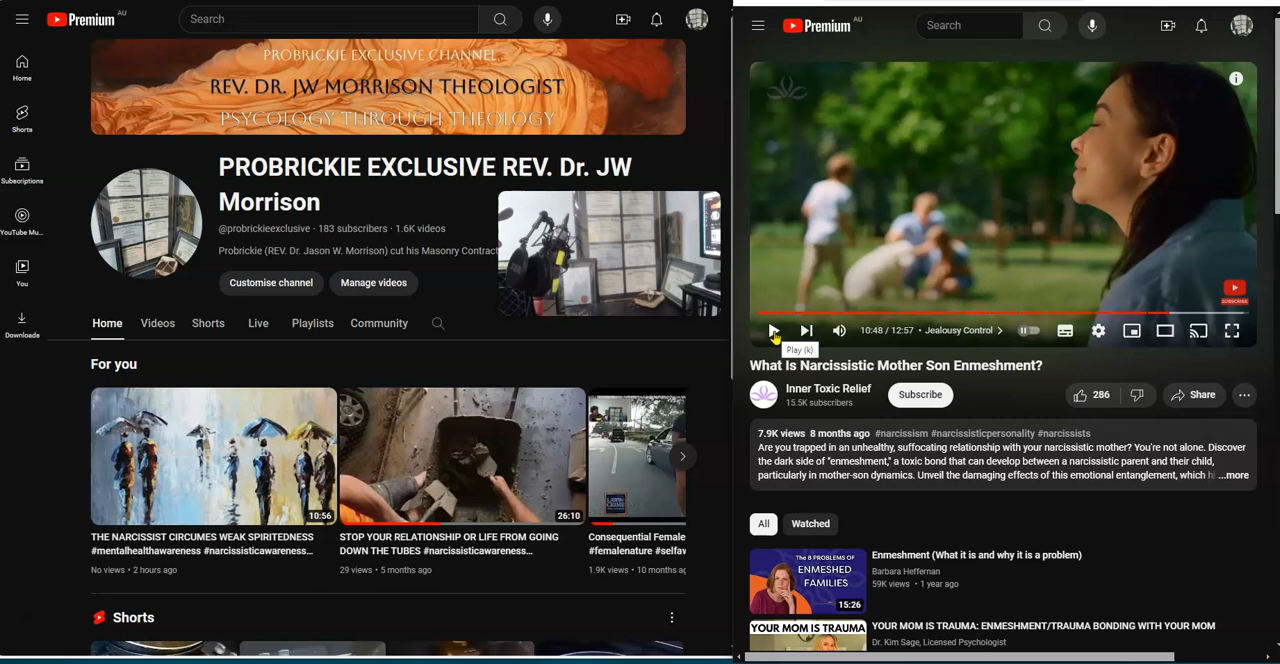 Premium AU
Search
Home
Shorts
Subscriptions
YouTube Mu...
You
Downloads
PROBRICKIE EXCLUSIVE CHANNEL
REV. DR. JW MORRISON THEOLOGIST
PSYCOLOGY THROUGH THEOLOGY
PROBRICKIE EXCLUSIVE REV. Dr. JW
Morrison
@probrickieexclusive · 183 subscribers · 1.6K videos
Probrickie (REV. Dr. Jason W. Morrison) cut his Masonry Contract
Customise channel
Manage videos
Home
Videos
Shorts
Live
Playlists
Community
For you
10:56
26:10
THE NARCISSIST CIRCUMES WEAK SPIRITEDNESS
#mentalhealthawareness #narcissisticawareness...
No views · 2 hours ago
STOP YOUR RELATIONSHIP OR LIFE FROM GOING
DOWN THE TUBES #narcissisticawareness...
29 views · 5 months ago
Consequential Female
#femalenature #selfaw
1.9K views · 10 months ag
Shorts
Premium AU
Search
SUBSCRIBE
10:48 / 12:57 • Jealousy Control
Play (k)
What Is Narcissistic Mother Son Enmeshment?
Inner Toxic Relief
15.5K subscribers
Subscribe
286
Share
7.9K views 8 months ago #narcissism #narcissisticpersonality #narcissists
Are you trapped in an unhealthy, suffocating relationship with your narcissistic mother? You're not alone. Discover
the dark side of "enmeshment," a toxic bond that can develop between a narcissistic parent and their child,
particularly in mother-son dynamics. Unveil the damaging effects of this emotional entanglement, which hi ...more
All
Watched
THE 8 PROBLEMS OF
ENMESHED
FAMILIES
15:26
Enmeshment (What it is and why it is a problem)
Barbara Heffernan
59K views · 1 year ago
YOUR MOM IS TRAUMA
YOUR MOM IS TRAUMA: ENMESHMENT/TRAUMA BONDING WITH YOUR MOM
Dr. Kim Sage, Licensed Psychologist